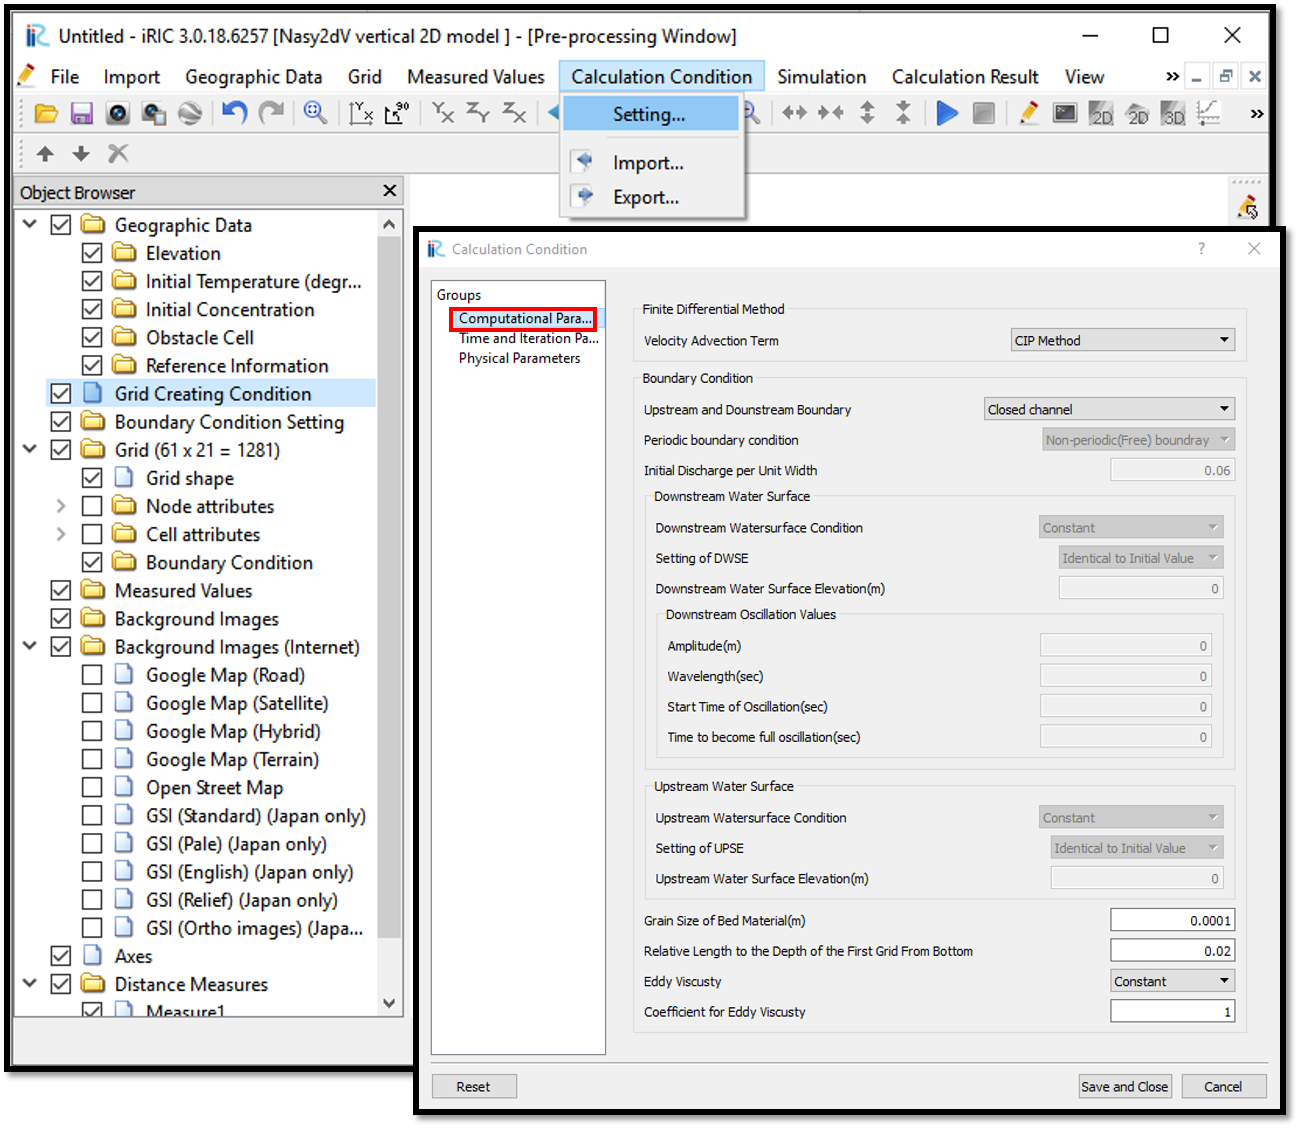 Untitled - iRIC 3.0.18.6257 [Nasy2dV vertical 2D model ] - [Pre-processing Window]
File Import Geographic Data Grid Measured Values Calculation Condition Simulation Calculation Result View »
Setting...
Import...
Export...
Object Browser
Geographic Data
Elevation
Initial Temperature (degr...
Initial Concentration
Obstacle Cell
Reference Information
Grid Creating Condition
Boundary Condition Setting
Grid (61 x 21 = 1281)
Grid shape
Node attributes
Cell attributes
Boundary Condition
Measured Values
Background Images
Background Images (Internet)
Google Map (Road)
Google Map (Satellite)
Google Map (Hybrid)
Google Map (Terrain)
Open Street Map
GSI (Standard) (Japan only)
GSI (Pale) (Japan only)
GSI (English) (Japan only)
GSI (Relief) (Japan only)
GSI (Ortho images) (Japa...
Axes
Distance Measures
Measure1
Calculation Condition
Groups
Computational Para...
Time and Iteration Pa...
Physical Parameters
Finite Differential Method
Velocity Advection Term CIP Method
Boundary Condition
Upstream and Dounstream Boundary Closed channel
Periodic boundary condition Non-periodic(Free) boundray
Initial Discharge per Unit Width 0.06
Downstream Water Surface
Downstream Watersurface Condition Constant
Setting of DWSE Identical to Initial Value
Downstream Water Surface Elevation(m) 0
Downstream Oscillation Values
Amplitude(m) 0
Wavelength(sec) 0
Start Time of Oscillation(sec) 0
Time to become full oscillation(sec) 0
Upstream Water Surface
Upstream Watersurface Condition Constant
Setting of UPSE Identical to Initial Value
Upstream Water Surface Elevation(m) 0
Grain Size of Bed Material(m) 0.0001
Relative Length to the Depth of the First Grid From Bottom 0.02
Eddy Viscusty Constant
Coefficient for Eddy Viscusty 1
Reset Save and Close Cancel